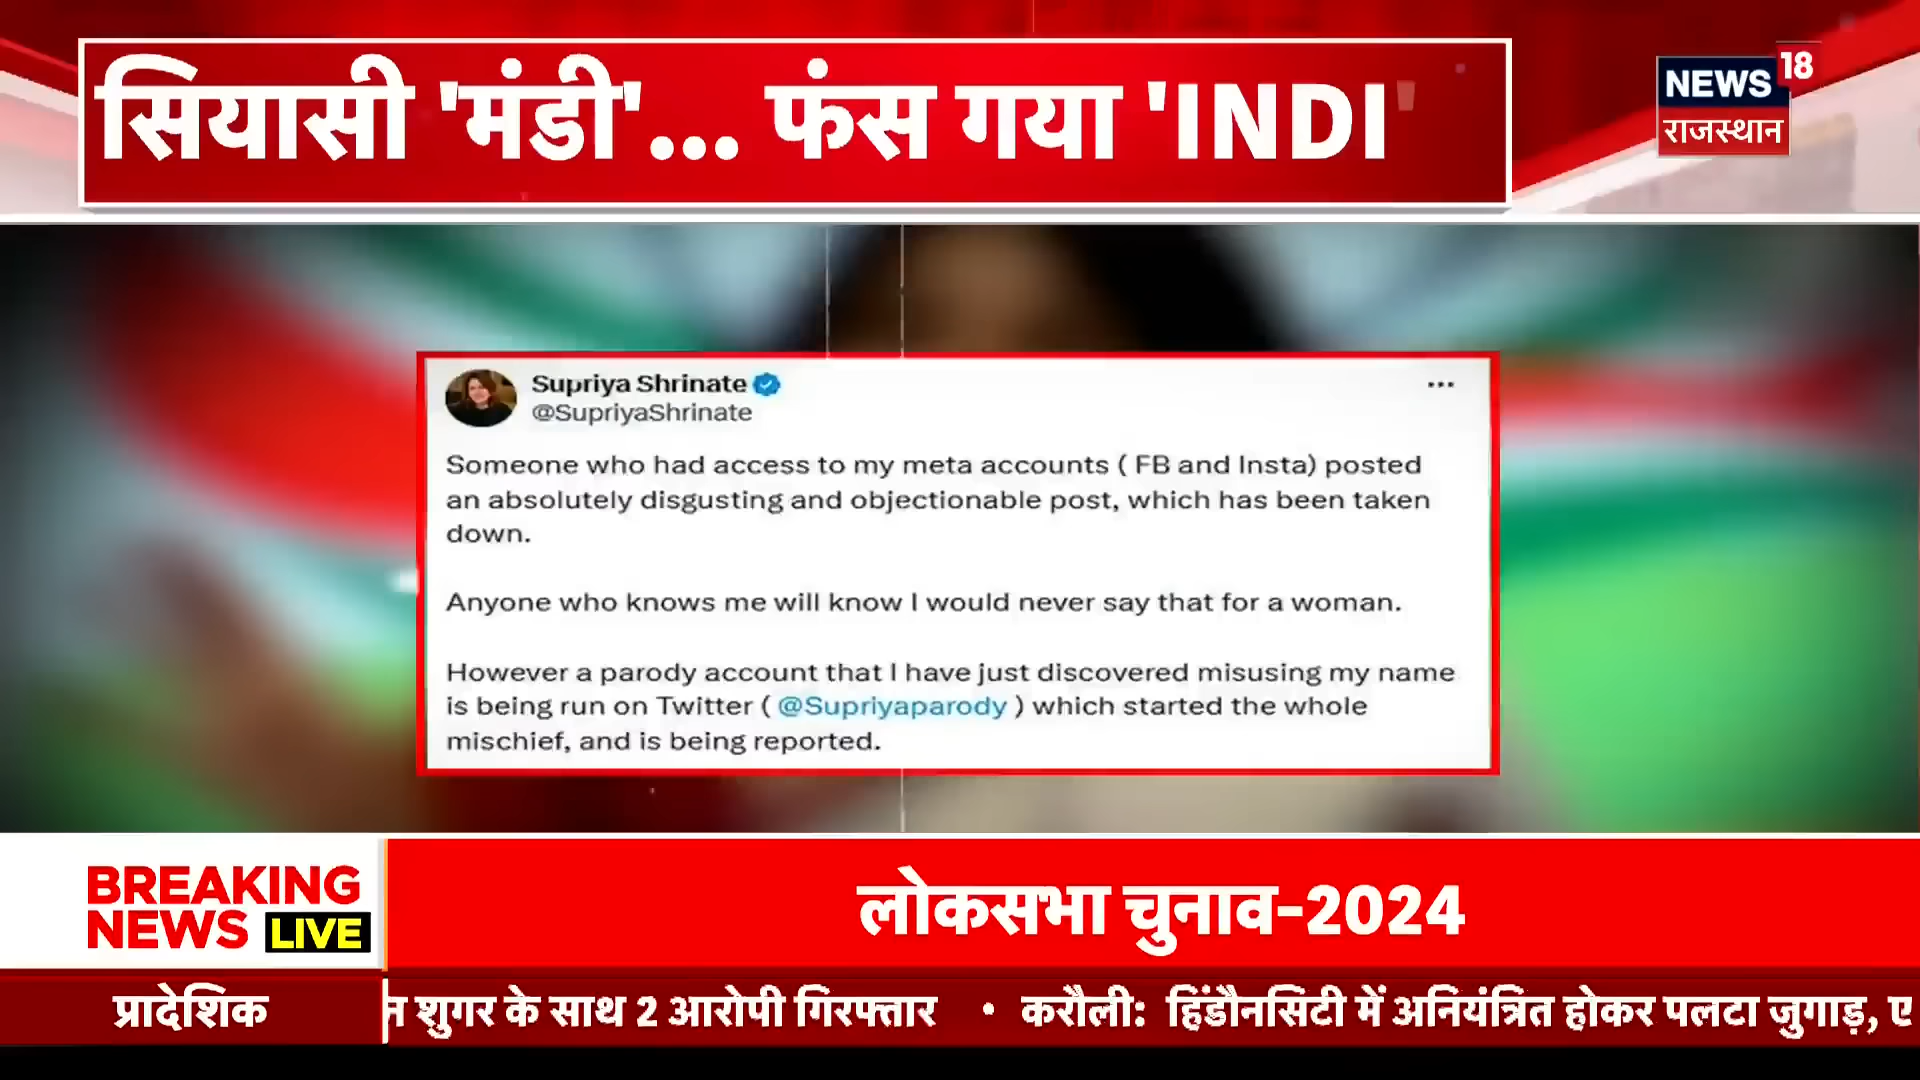 सियासी 'मंडी'... फंस गया 'INDI'
NEWS 18
राजस्थान
Supriya Shrinate
@SupriyaShrinate
Someone who had access to my meta accounts ( FB and Insta) posted
an absolutely disgusting and objectionable post, which has been taken
down.
Anyone who knows me will know I would never say that for a woman.
However a parody account that I have just discovered misusing my name
is being run on Twitter ( @Supriyaparody ) which started the whole
mischief, and is being reported.
BREAKING
NEWS LIVE
लोकसभा चुनाव-2024
प्रादेशिक
शुगर के साथ 2 आरोपी गिरफ्तार • करौली: हिंडौनसिटी में अनियंत्रित होकर पलटा जुगाड़, ए